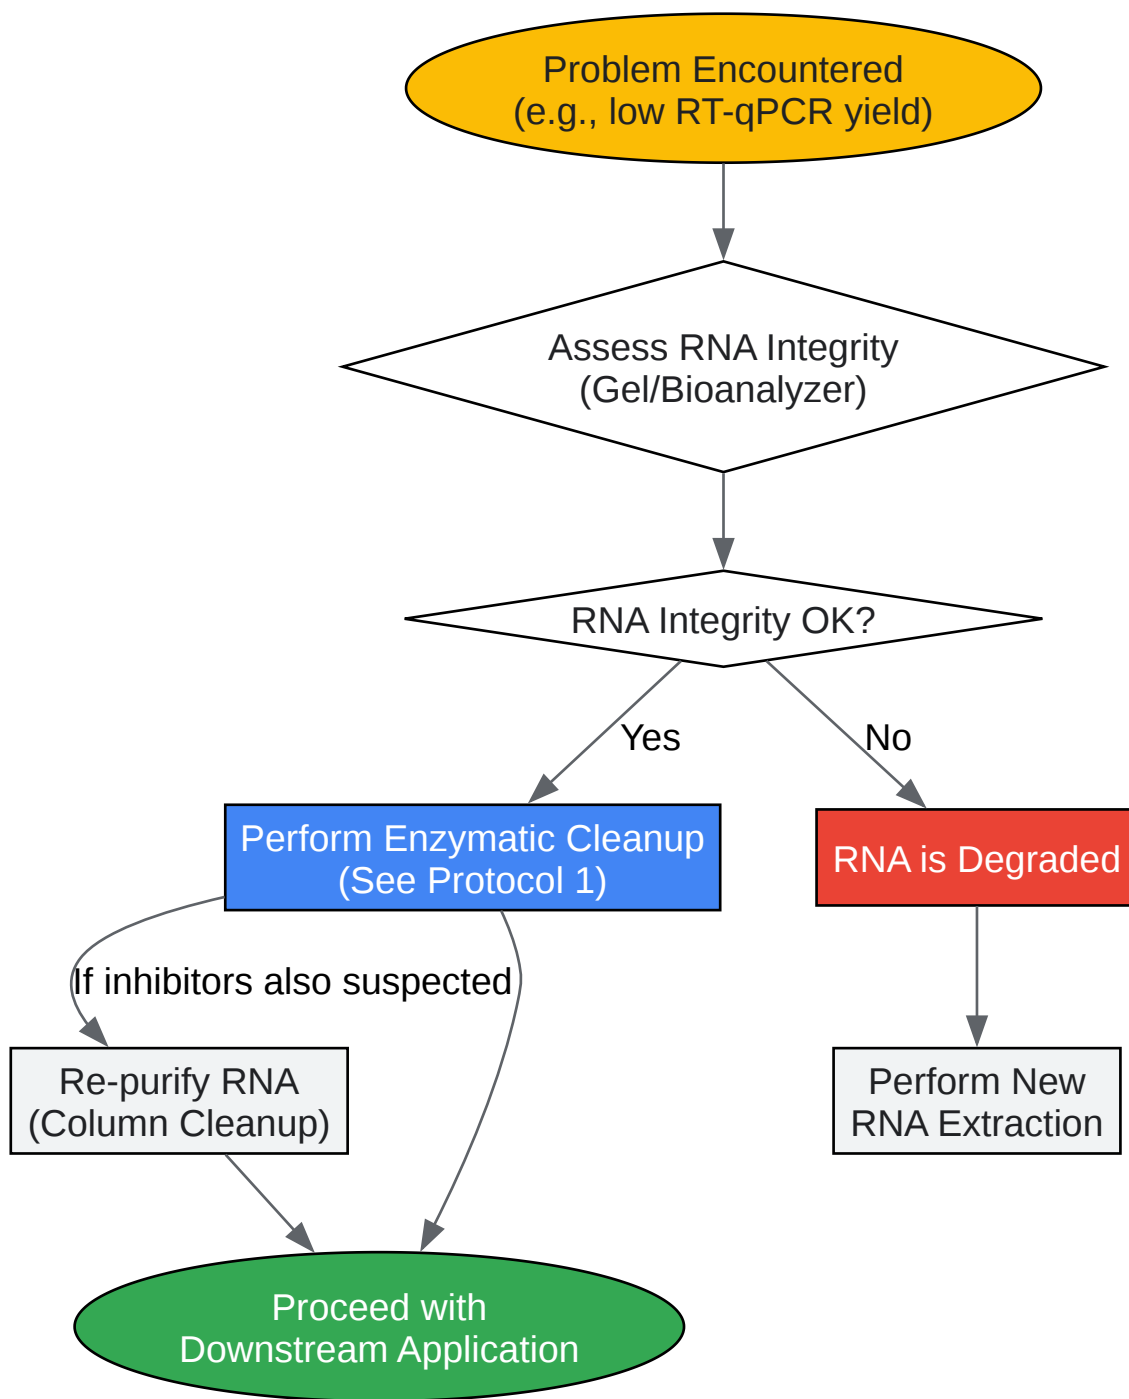 Problem Encountered
(e.g., low RT-qPCR yield)
Assess RNA Integrity
(Gel/Bioanalyzer)
RNA Integrity OK?
Yes
No
Perform Enzymatic Cleanup
(See Protocol 1)
RNA is Degraded
If inhibitors also suspected
Re-purify RNA
(Column Cleanup)
Perform New
RNA Extraction
Proceed with
Downstream Application